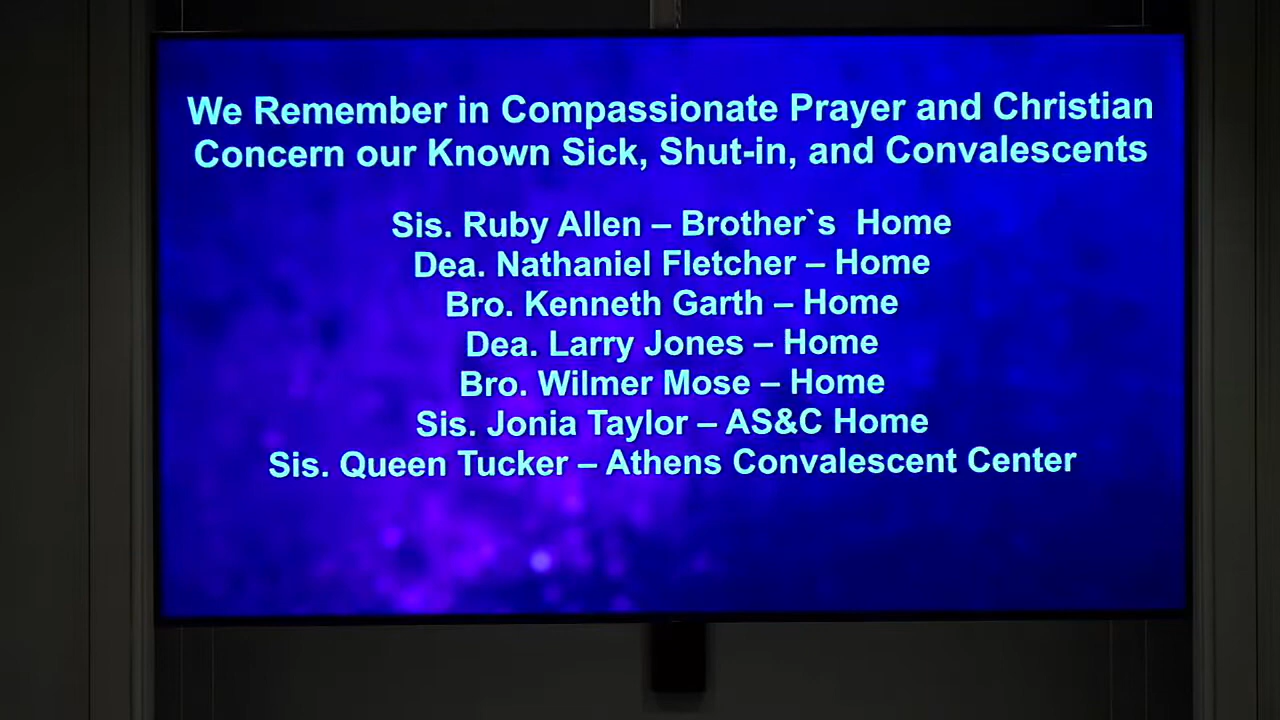 We Remember in Compassionate Prayer and Christian
Concern our Known Sick, Shut-in, and Convalescents
Sis. Ruby Allen – Brother`s  Home
Dea. Nathaniel Fletcher – Home
Bro. Kenneth Garth – Home
Dea. Larry Jones – Home
Bro. Wilmer Mose – Home
Sis. Jonia Taylor – AS&C Home
Sis. Queen Tucker – Athens Convalescent Center